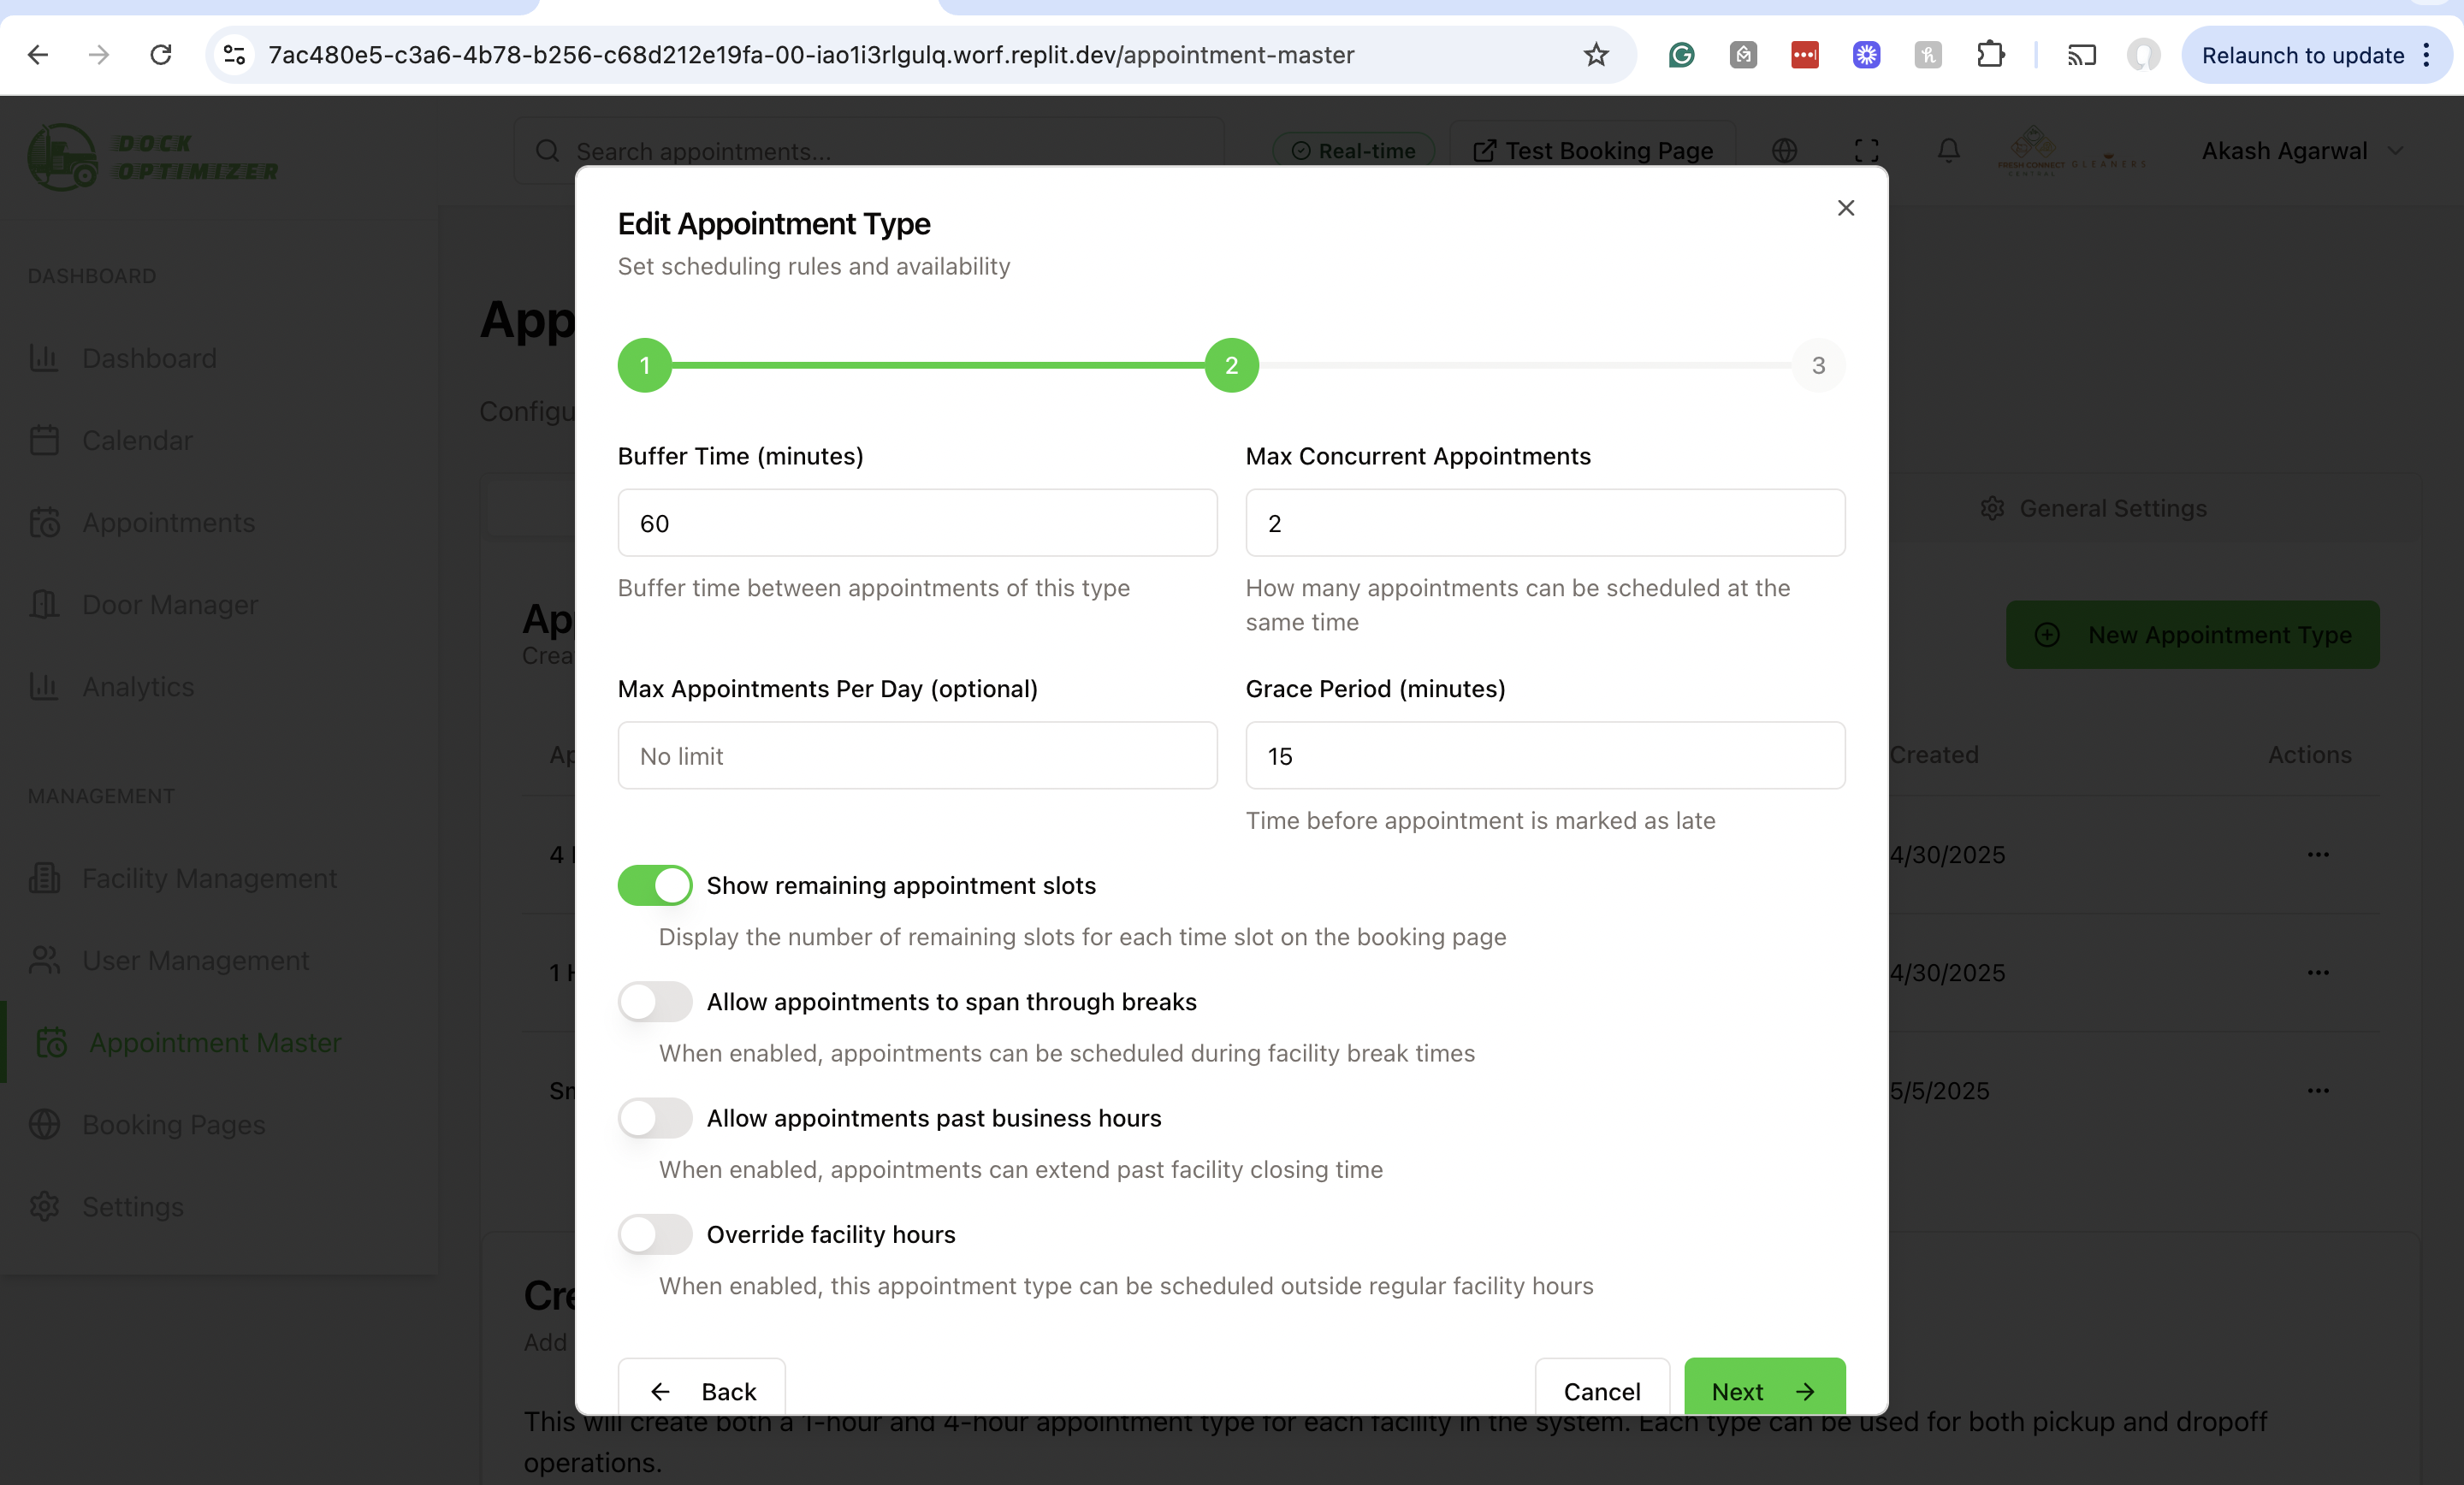 7ac480e5-c3a6-4b78-b256-c68d212e19fa-00-iao1i3rlgulq.worf.replit.dev/appointment-master
Relaunch to update
DOCK
OPTIMIZER
Search appointments...
Real-time
Test Booking Page
FRESH CONNECT
CENTRAL
GLEANERS
Akash Agarwal
DASHBOARD
Dashboard
Calendar
Appointments
Door Manager
Analytics
MANAGEMENT
Facility Management
User Management
Appointment Master
Booking Pages
Settings
App
Configu
General Settings
Ap
Crea
New Appointment Type
Ap
Created
Actions
4
4/30/2025
1 H
4/30/2025
Sm
5/5/2025
Cre
Add
This will create both a 1-hour and 4-hour appointment type for each facility in the system. Each type can be used for both pickup and dropoff
operations.
Edit Appointment Type
Set scheduling rules and availability
1
2
3
Buffer Time (minutes)
60
Buffer time between appointments of this type
Max Concurrent Appointments
2
How many appointments can be scheduled at the
same time
Max Appointments Per Day (optional)
No limit
Grace Period (minutes)
15
Time before appointment is marked as late
Show remaining appointment slots
Display the number of remaining slots for each time slot on the booking page
Allow appointments to span through breaks
When enabled, appointments can be scheduled during facility break times
Allow appointments past business hours
When enabled, appointments can extend past facility closing time
Override facility hours
When enabled, this appointment type can be scheduled outside regular facility hours
Back
Cancel
Next